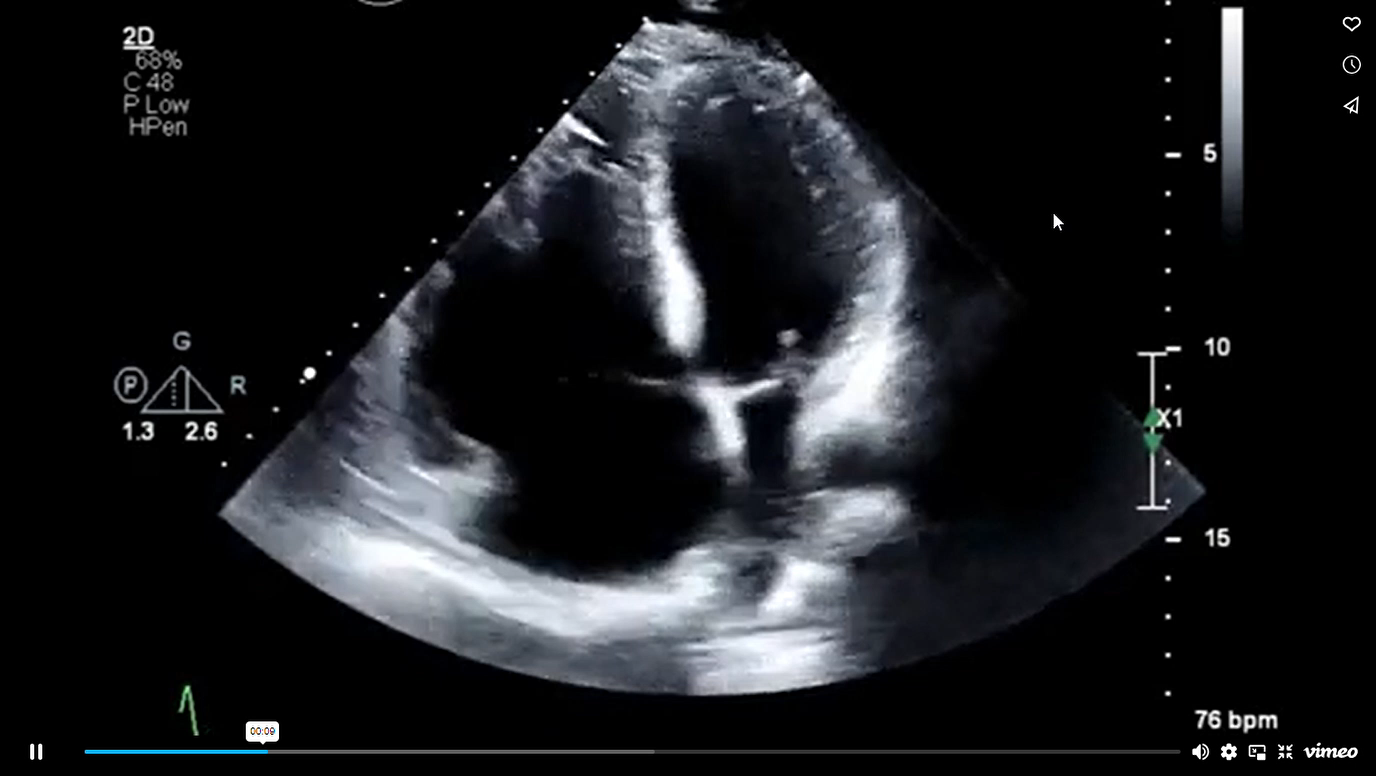 2D
68%
C 48
P Low
HPen
G
P
R
1.3 2.6
5
10
X1
15
76 bpm
00:09
vimeo